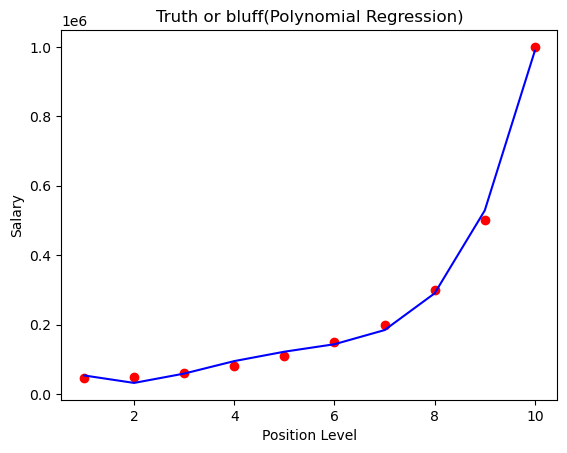 Truth or bluff(Polynomial Regression)
1e6
1.0
0.8
0.6
0.4
0.2
0.0
Salary
2 4 6 8 10
Position Level